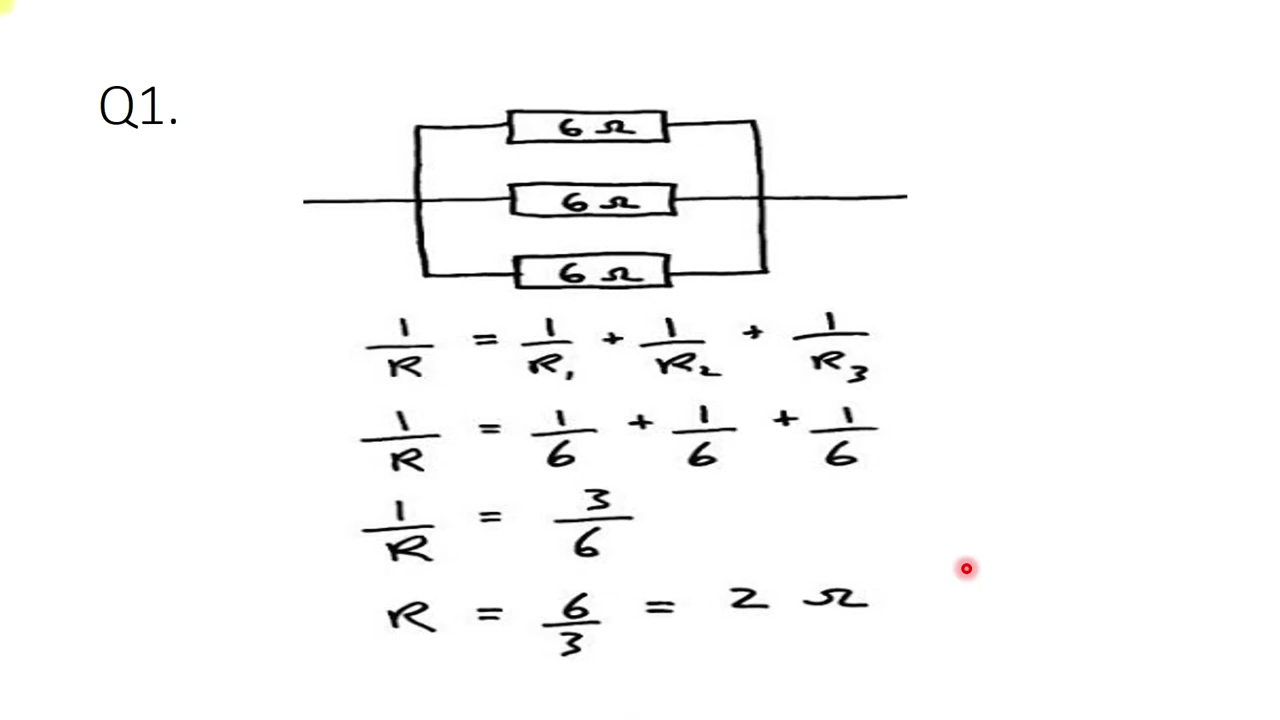 Q1.
6 Ω
6 Ω
6 Ω
1/R = 1/R₁ + 1/R₂ + 1/R₃
1/R = 1/6 + 1/6 + 1/6
1/R = 3/6
R = 6/3 = 2 Ω